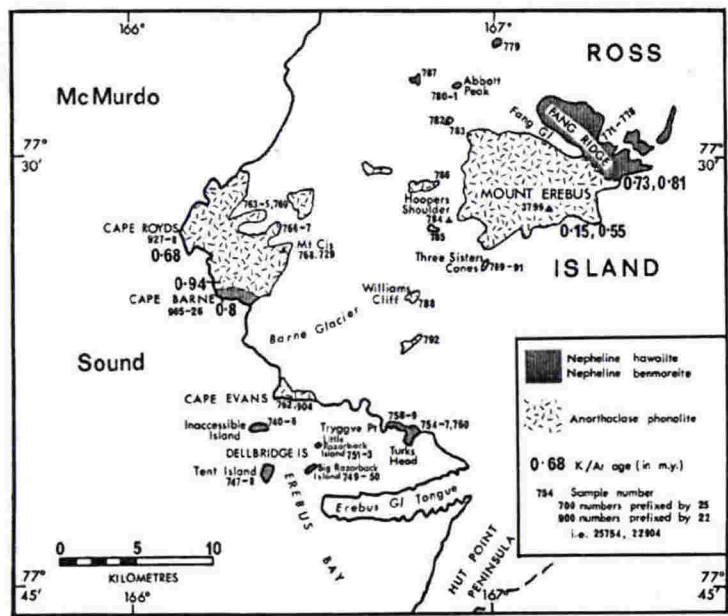 166°
167°
779
ROSS
McMurdo
787
780-1
Abbott
Peak
782
783
Fang Gl
FANG RIDGE
771-778
77°
30'
77°
30'
0·73, 0·81
786
Hoopers
Shoulder
MOUNT EREBUS
3794
784
785
0·15, 0·55
763-5, 769
766-7
CAPE ROYDS
927-8
0·68
Mt Cis
768, 729
Three Sisters
Cones
789-91
ISLAND
0·94
CAPE BARNE
905-26
0·8
Williams
Cliff
788
Barne Glacier
792
Sound
CAPE EVANS
762, 904
Inaccessible
Island
740-6
Tryggve Pt
758-9
754-7, 760
Turks
Head
Little
Razorback
Island 751-3
DELLBRIDGE IS
Tent Island
747-8
Big Razorback
Island 749-50
EREBUS BAY
Erebus Gl Tongue
HUT POINT
PENINSULA
Nepheline hawaiite
Nepheline benmoreite
Anorthoclase phonolite
0·68 K/Ar age (in m.y.)
754 Sample number
700 numbers prefixed by 25
900 numbers prefixed by 22
i.e. 25754, 22904
0 5 10
KILOMETRES
77°
45'
166°
167°
77°
45'